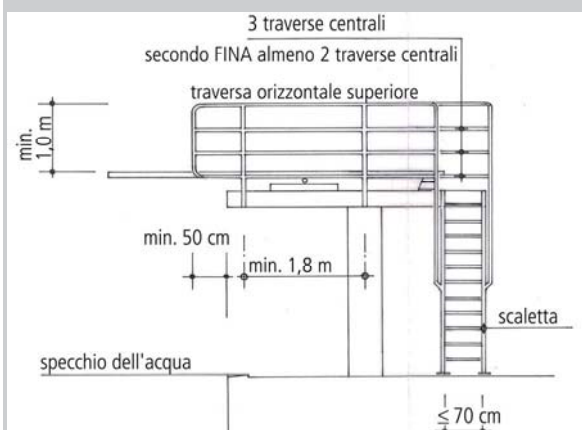 3 traverse centrali
secondo FINA almeno 2 traverse centrali
traversa orizzontale superiore
min.
1,0 m
min. 50 cm
min. 1,8 m
scaletta
specchio dell'acqua
≤ 70 cm